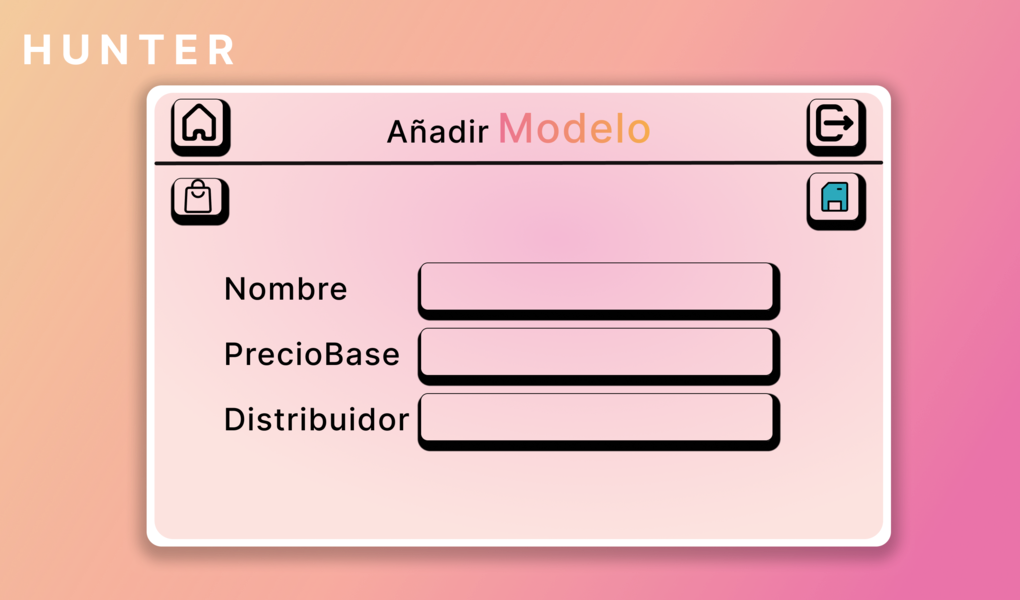 HUNTER
Añadir Modelo
Nombre
PrecioBase
Distribuidor